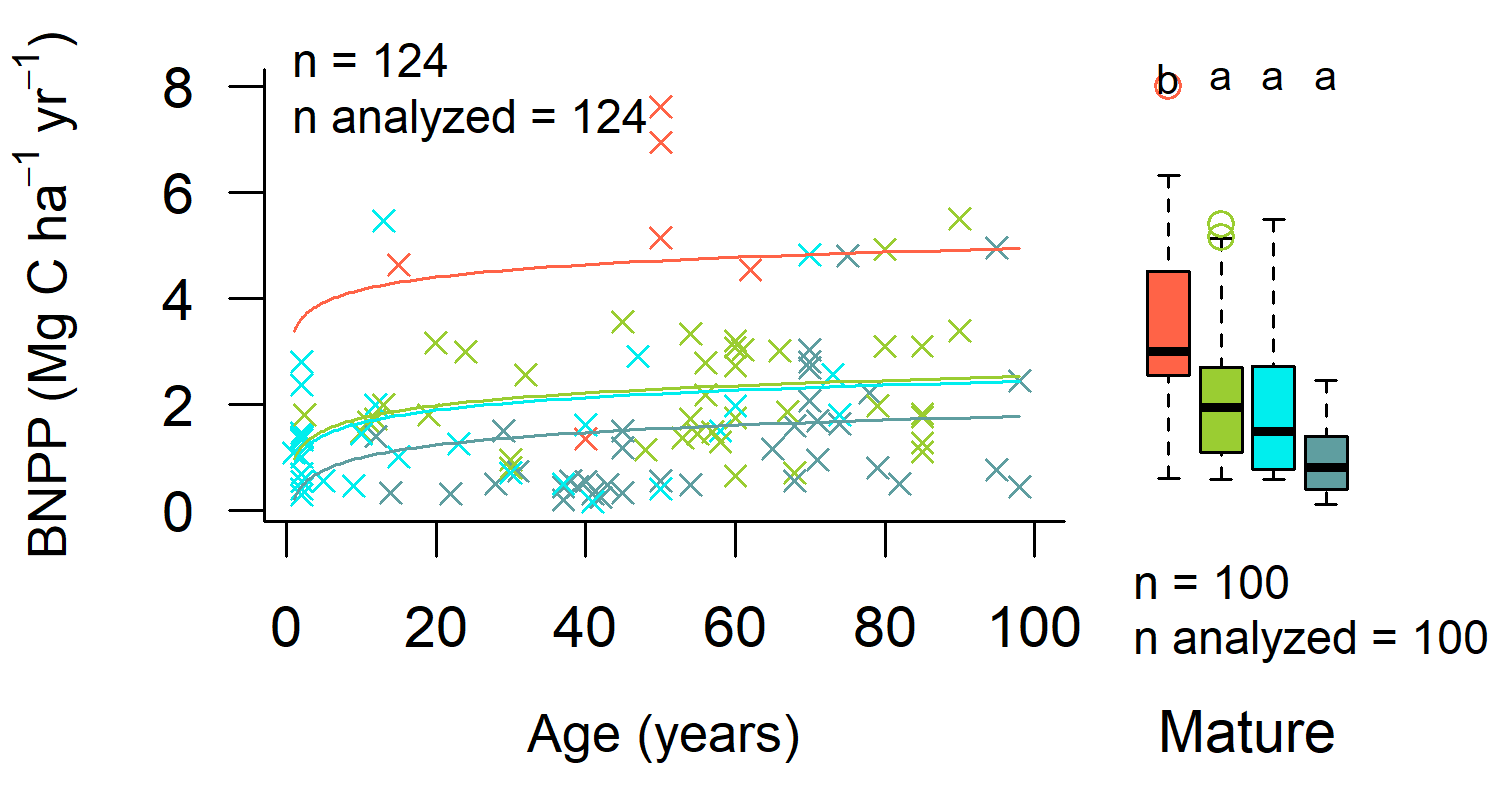 BNPP (Mg C ha⁻¹ yr⁻¹)
n = 124
n analyzed = 124
8
6
4
2
0
0 20 40 60 80 100
Age (years)
b a a a
n = 100
n analyzed = 100
Mature